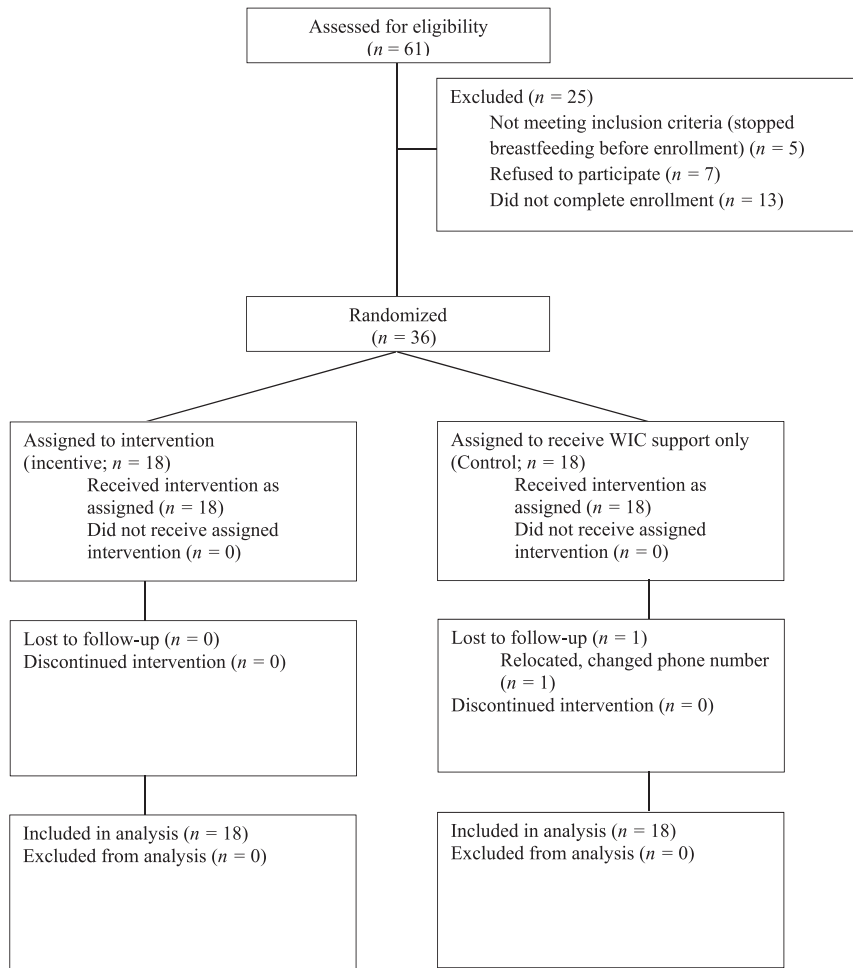 Assessed for eligibility
(n = 61)
Excluded (n = 25)
Not meeting inclusion criteria (stopped
breastfeeding before enrollment) (n = 5)
Refused to participate (n = 7)
Did not complete enrollment (n = 13)
Randomized
(n = 36)
Assigned to intervention
(incentive; n = 18)
Received intervention as
assigned (n = 18)
Did not receive assigned
intervention (n = 0)
Assigned to receive WIC support only
(Control; n = 18)
Received intervention as
assigned (n = 18)
Did not receive assigned
intervention (n = 0)
Lost to follow-up (n = 0)
Discontinued intervention (n = 0)
Lost to follow-up (n = 1)
Relocated, changed phone number
(n = 1)
Discontinued intervention (n = 0)
Included in analysis (n = 18)
Excluded from analysis (n = 0)
Included in analysis (n = 18)
Excluded from analysis (n = 0)